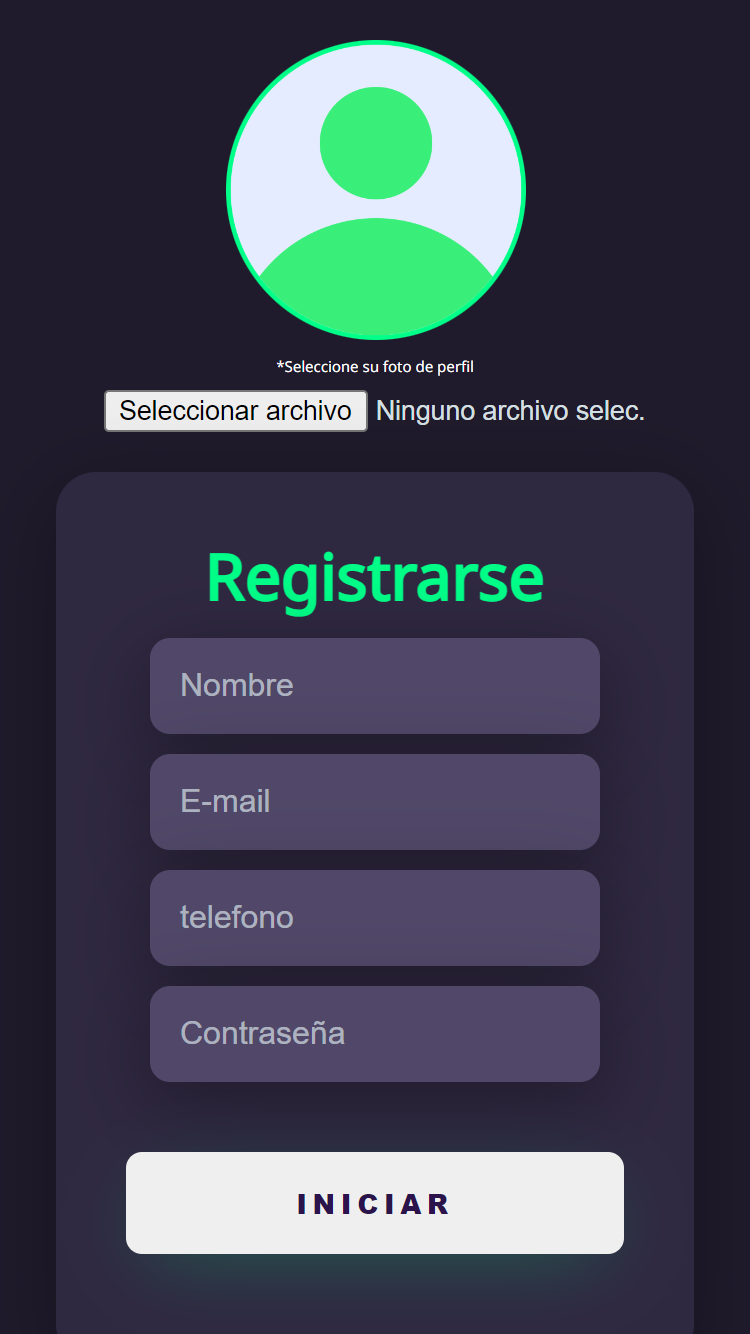 *Seleccione su foto de perfil
Seleccionar archivo Ninguno archivo selec.
Registrarse
Nombre
E-mail
telefono
Contraseña
INICIAR